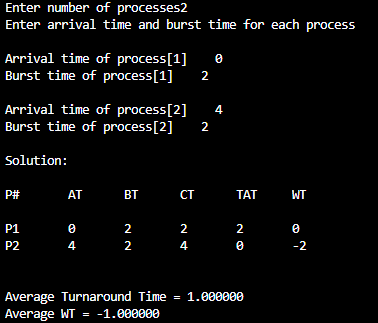 Enter number of processes2
Enter arrival time and burst time for each process
Arrival time of process[1]    0
Burst time of process[1]    2
Arrival time of process[2]    4
Burst time of process[2]    2
Solution:
P#      AT      BT      CT      TAT     WT
P1      0       2       2       2       0
P2      4       2       4       0       -2
Average Turnaround Time = 1.000000
Average WT = -1.000000